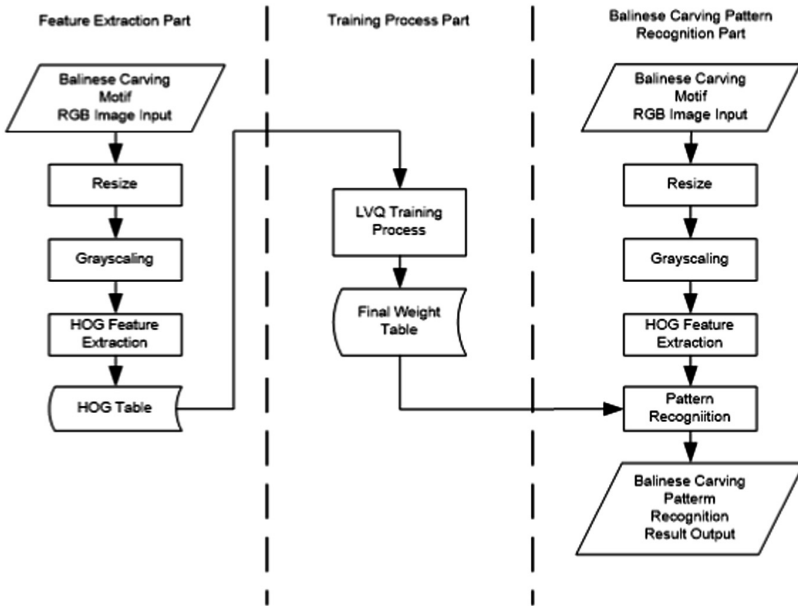 Feature Extraction Part
Balinese Carving
Motif
RGB Image Input
Resize
Grayscaling
HOG Feature
Extraction
HOG Table
Training Process Part
LVQ Training
Process
Final Weight
Table
Balinese Carving Pattern
Recognition Part
Balinese Carving
Motif
RGB Image Input
Resize
Grayscaling
HOG Feature
Extraction
Pattern
Recogniition
Balinese Carving
Patterm
Recognition
Result Output